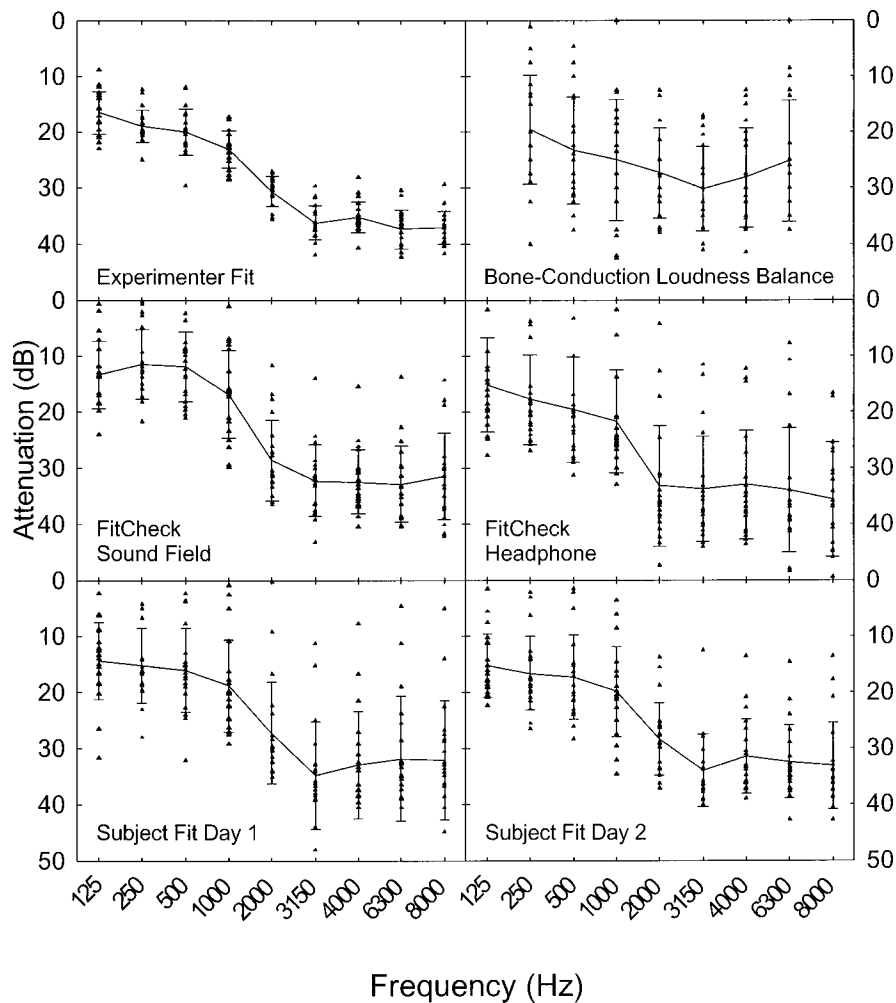 0 0
10 10
20 20
30 30
40 40
Experimenter Fit Bone-Conduction Loudness Balance
0 0
10 10
20 20
30 30
40 40
Attenuation (dB)
FitCheck
Sound Field
FitCheck
Headphone
0 0
10 10
20 20
30 30
40 40
Subject Fit Day 1 Subject Fit Day 2
50 50
125 250 500 1000 2000 3150 4000 6300 8000 125 250 500 1000 2000 3150 4000 6300 8000
Frequency (Hz)